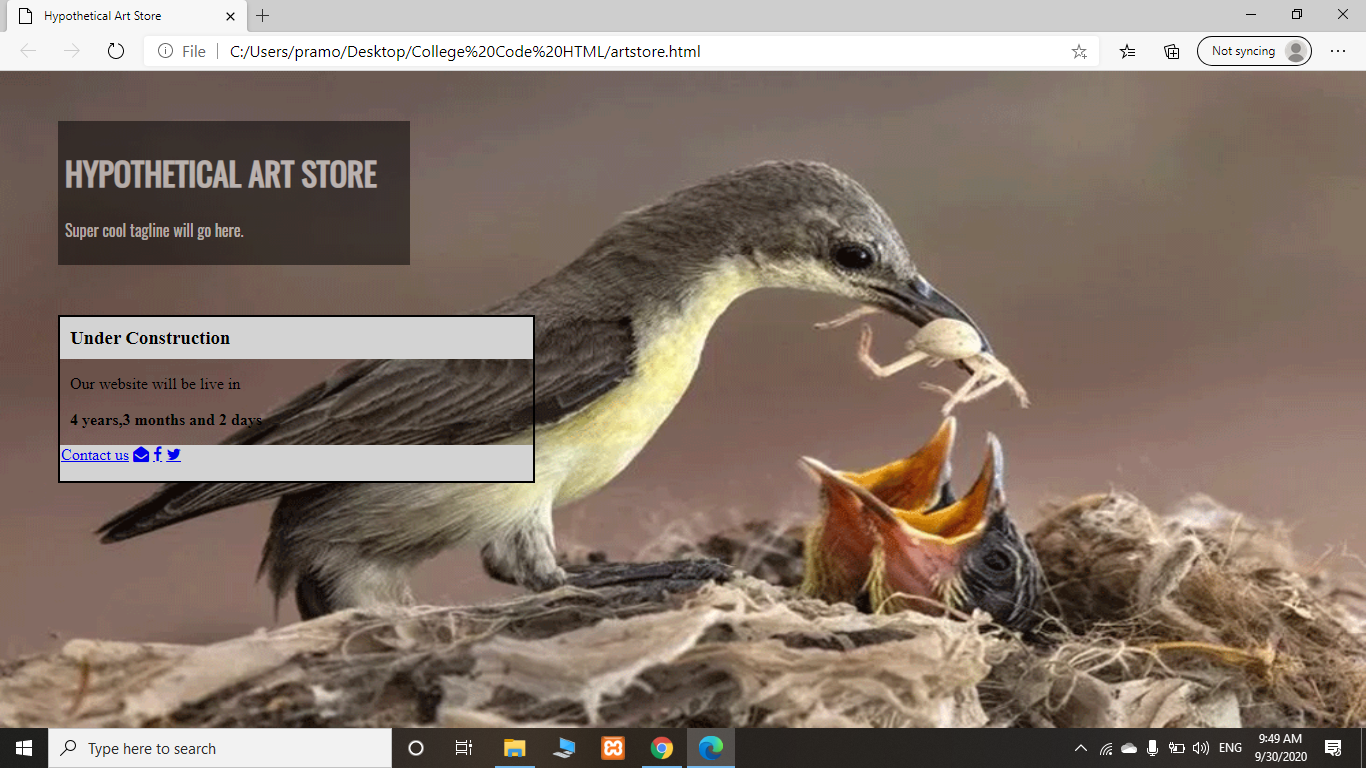 Hypothetical Art Store
File
C:/Users/pramo/Desktop/College%20Code%20HTML/artstore.html
Not syncing
HYPOTHETICAL ART STORE
Super cool tagline will go here.
Under Construction
Our website will be live in
4 years,3 months and 2 days
Contact us
Type here to search
ENG
9:49 AM
9/30/2020